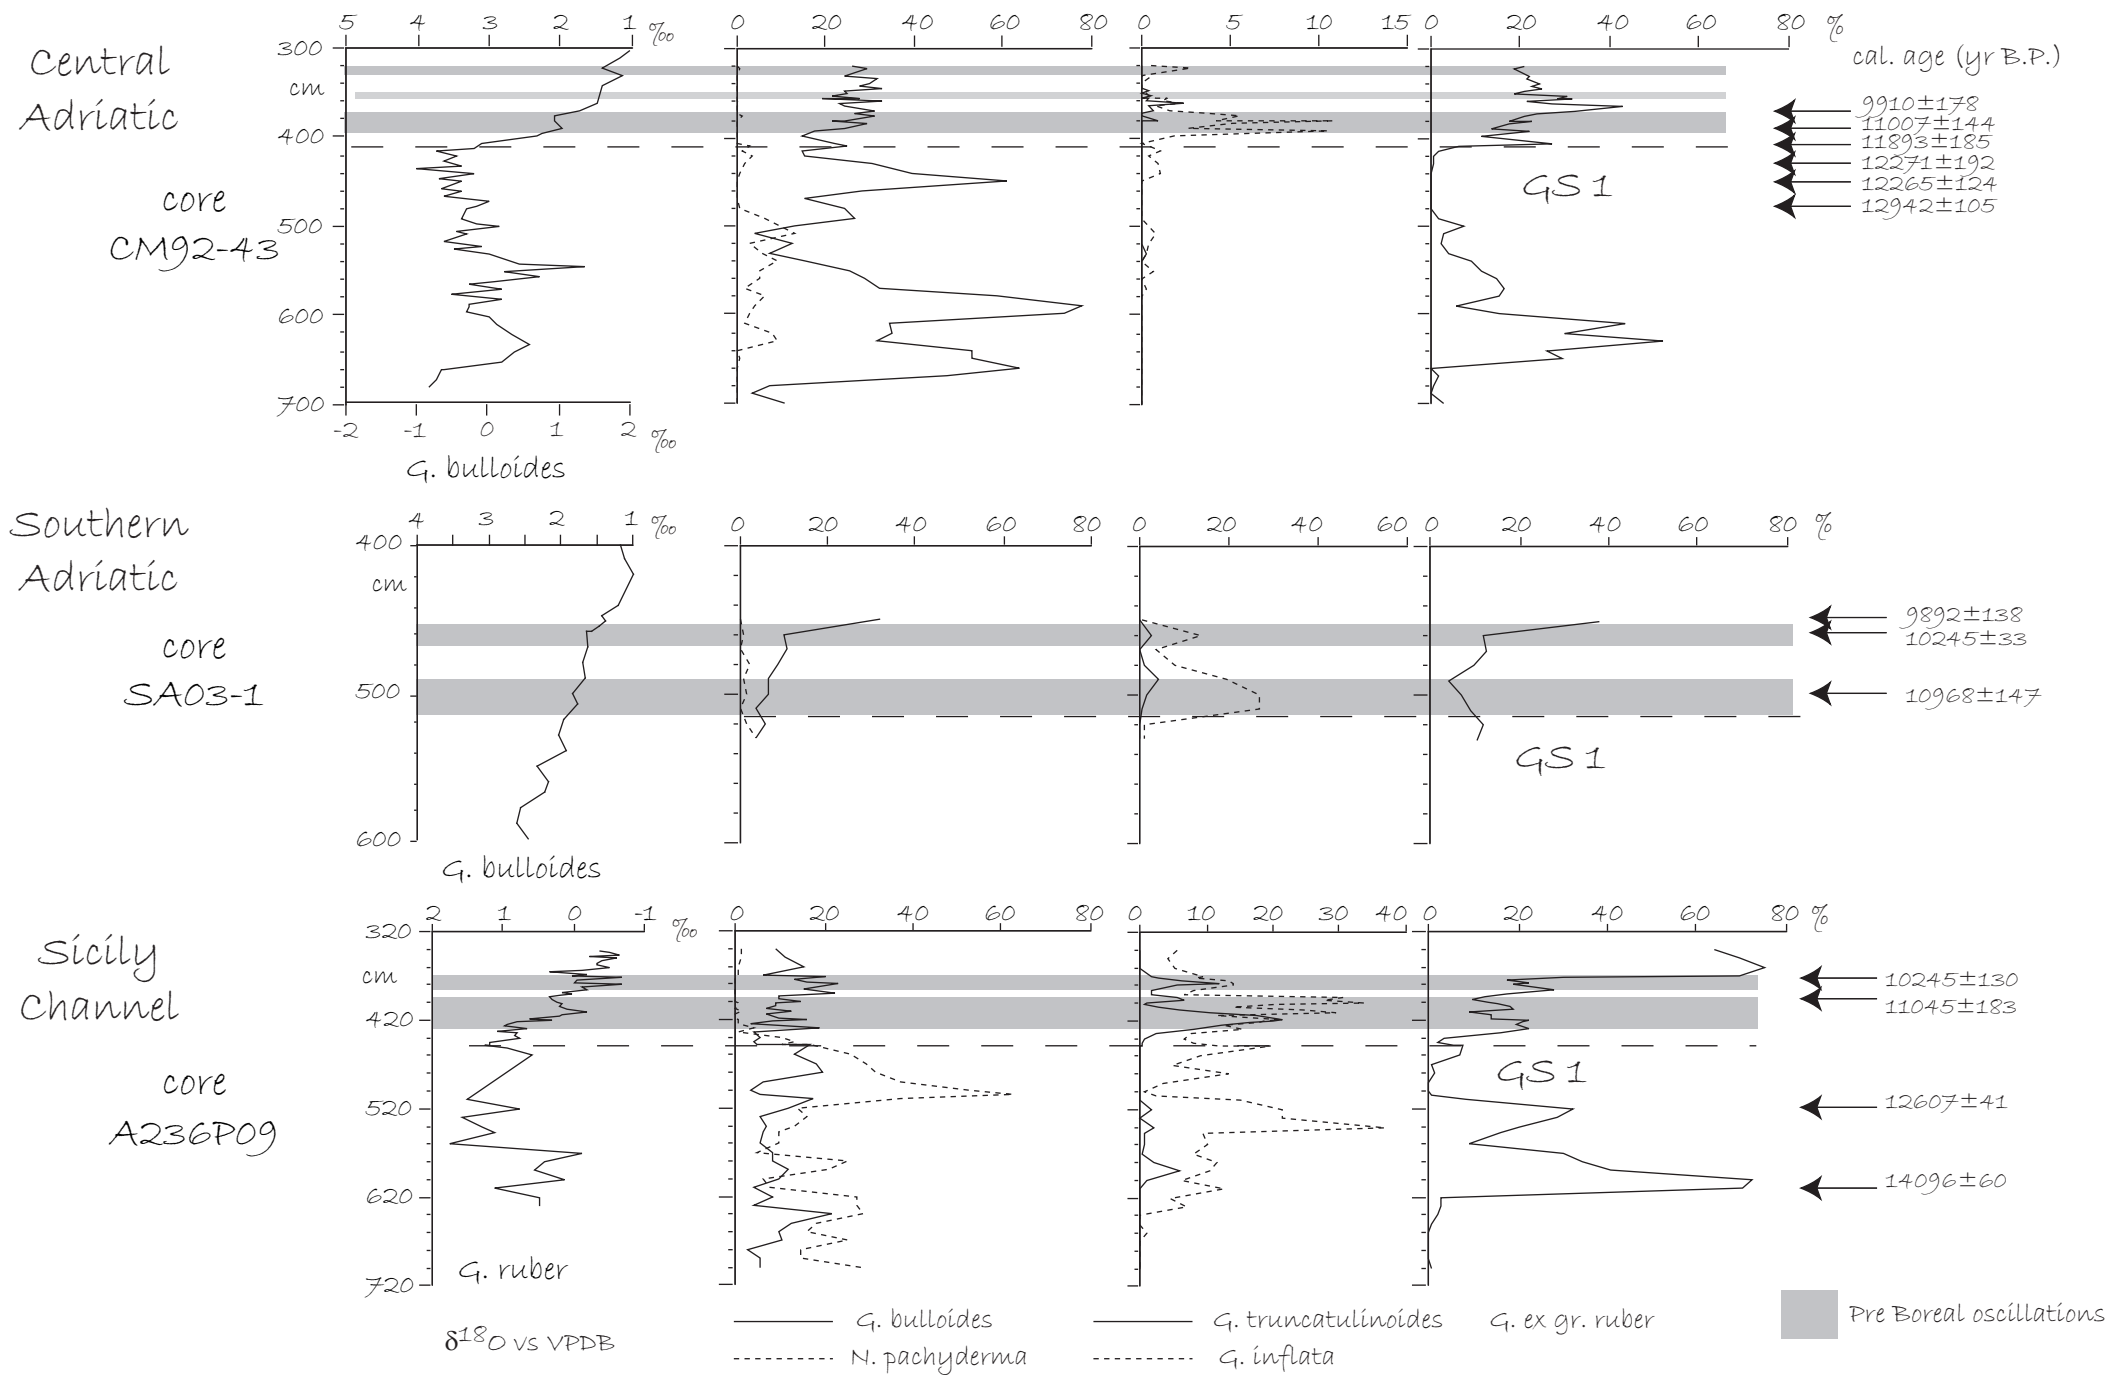 5 4 3 2 1 ‰ 0 20 40 60 80 0 5 10 15 0 20 40 60 80 %
Central
Adriatic
core
CM92-43
300
cm
400
500
600
700
-2 -1 0 1 2 ‰
G. bulloides
GS 1
cal. age (yr B.P.)
9910±178
11007±144
11893±185
12271±192
12265±124
12942±105
4 3 2 1 ‰ 0 20 40 60 80 0 20 40 60 0 20 40 60 80 %
Southern
Adriatic
core
SA03-1
400
cm
500
600
G. bulloides
GS 1
9892±138
10245±33
10968±147
2 1 0 -1 ‰ 0 20 40 60 80 0 10 20 30 40 0 20 40 60 80 %
Sicily
Channel
core
A236P09
320
cm
420
520
620
720
G. ruber
GS 1
10245±130
11045±183
12607±41
14096±60
δ18O vs VPDB
G. bulloides
N. pachyderma
G. truncatulinoides
G. inflata
G. ex gr. ruber
Pre Boreal oscillations